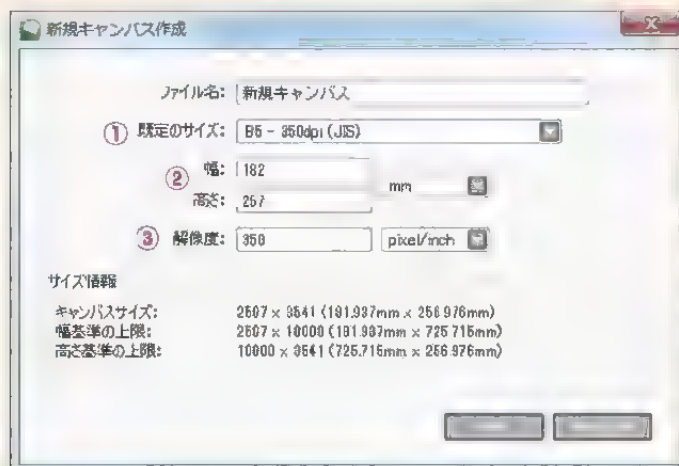 新規キャンバス作成
ファイル名: 新規キャンバス
① 既定のサイズ: B5 - 350dpi (JIS)
幅: 182
② mm
高さ: 257
③ 解像度: 350 pixel/inch
サイズ情報
キャンバスサイズ: 2507 x 3541 (181.937mm x 256.976mm)
幅基準の上限: 2507 x 10000 (181.937mm x 725.715mm)
高さ基準の上限: 10000 x 3541 (725.715mm x 256.976mm)